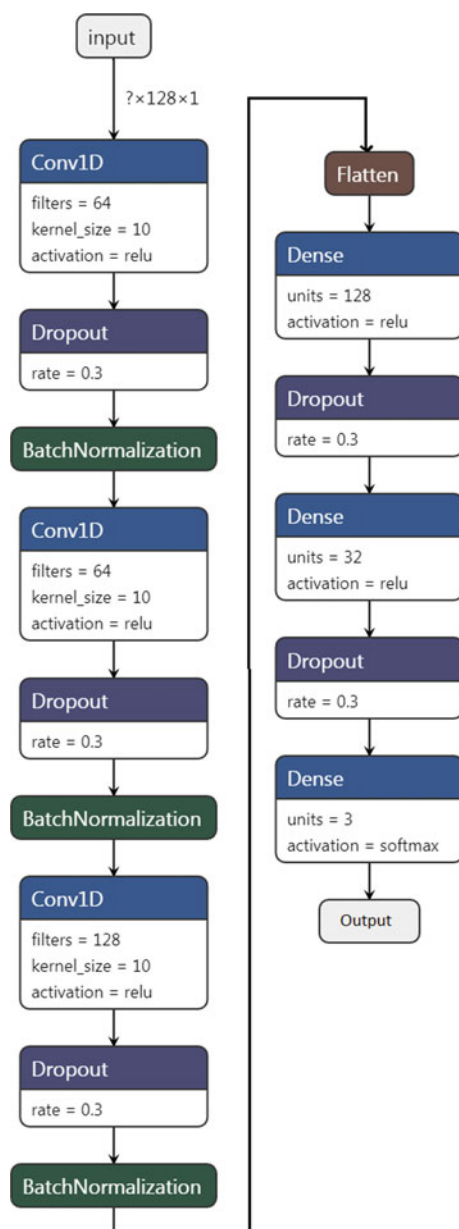 input
?×128×1
Conv1D
filters = 64
kernel_size = 10
activation = relu
Dropout
rate = 0.3
BatchNormalization
Conv1D
filters = 64
kernel_size = 10
activation = relu
Dropout
rate = 0.3
BatchNormalization
Conv1D
filters = 128
kernel_size = 10
activation = relu
Dropout
rate = 0.3
BatchNormalization
Flatten
Dense
units = 128
activation = relu
Dropout
rate = 0.3
Dense
units = 32
activation = relu
Dropout
rate = 0.3
Dense
units = 3
activation = softmax
Output